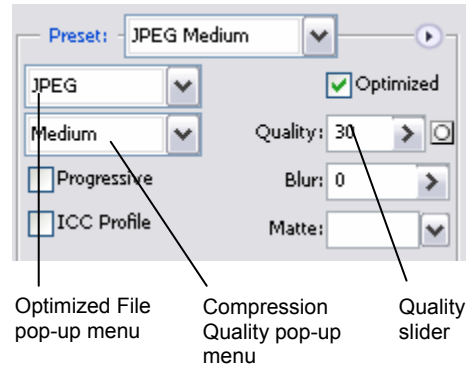 Preset: JPEG Medium
JPEG Optimized
Medium Quality: 30
Progressive Blur: 0
ICC Profile Matte:
Optimized File pop-up menu
Compression Quality pop-up menu
Quality slider